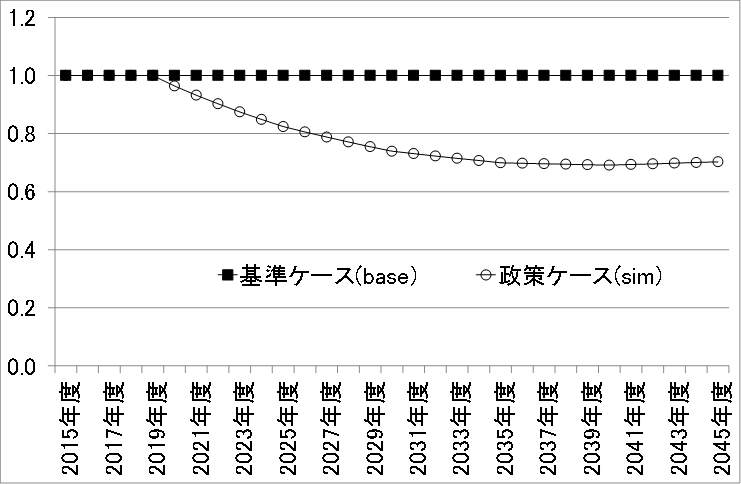 1.2
1.0
0.8
0.6
0.4
0.2
0.0
基準ケース(base)
政策ケース(sim)
2015年度
2017年度
2019年度
2021年度
2023年度
2025年度
2027年度
2029年度
2031年度
2033年度
2035年度
2037年度
2039年度
2041年度
2043年度
2045年度